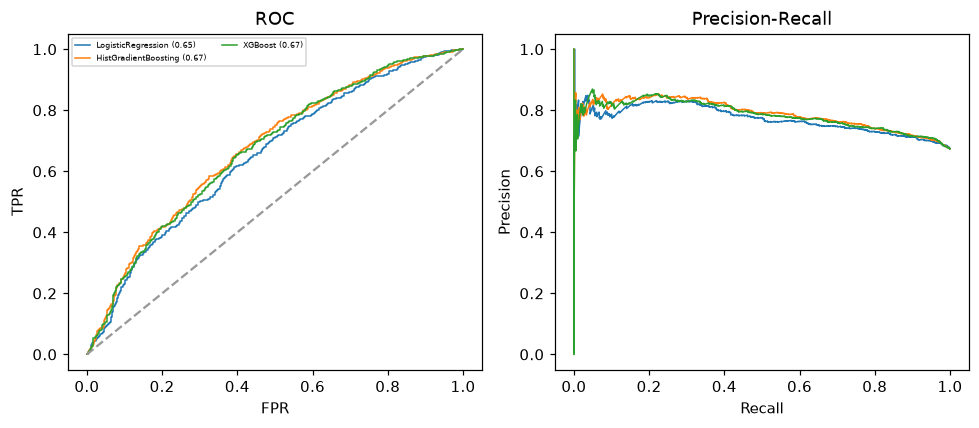 ROC
Precision-Recall
LogisticRegression (0.65)
HistGradientBoosting (0.67)
XGBoost (0.67)
TPR
1.0
0.8
0.6
0.4
0.2
0.0
0.0 0.2 0.4 0.6 0.8 1.0
FPR
Precision
1.0
0.8
0.6
0.4
0.2
0.0
0.0 0.2 0.4 0.6 0.8 1.0
Recall